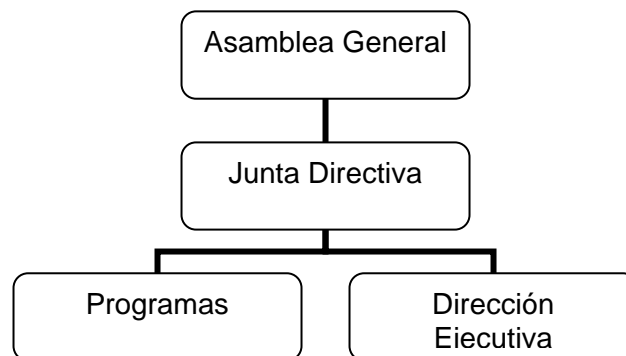 Asamblea General
Junta Directiva
Programas
Dirección
Ejecutiva